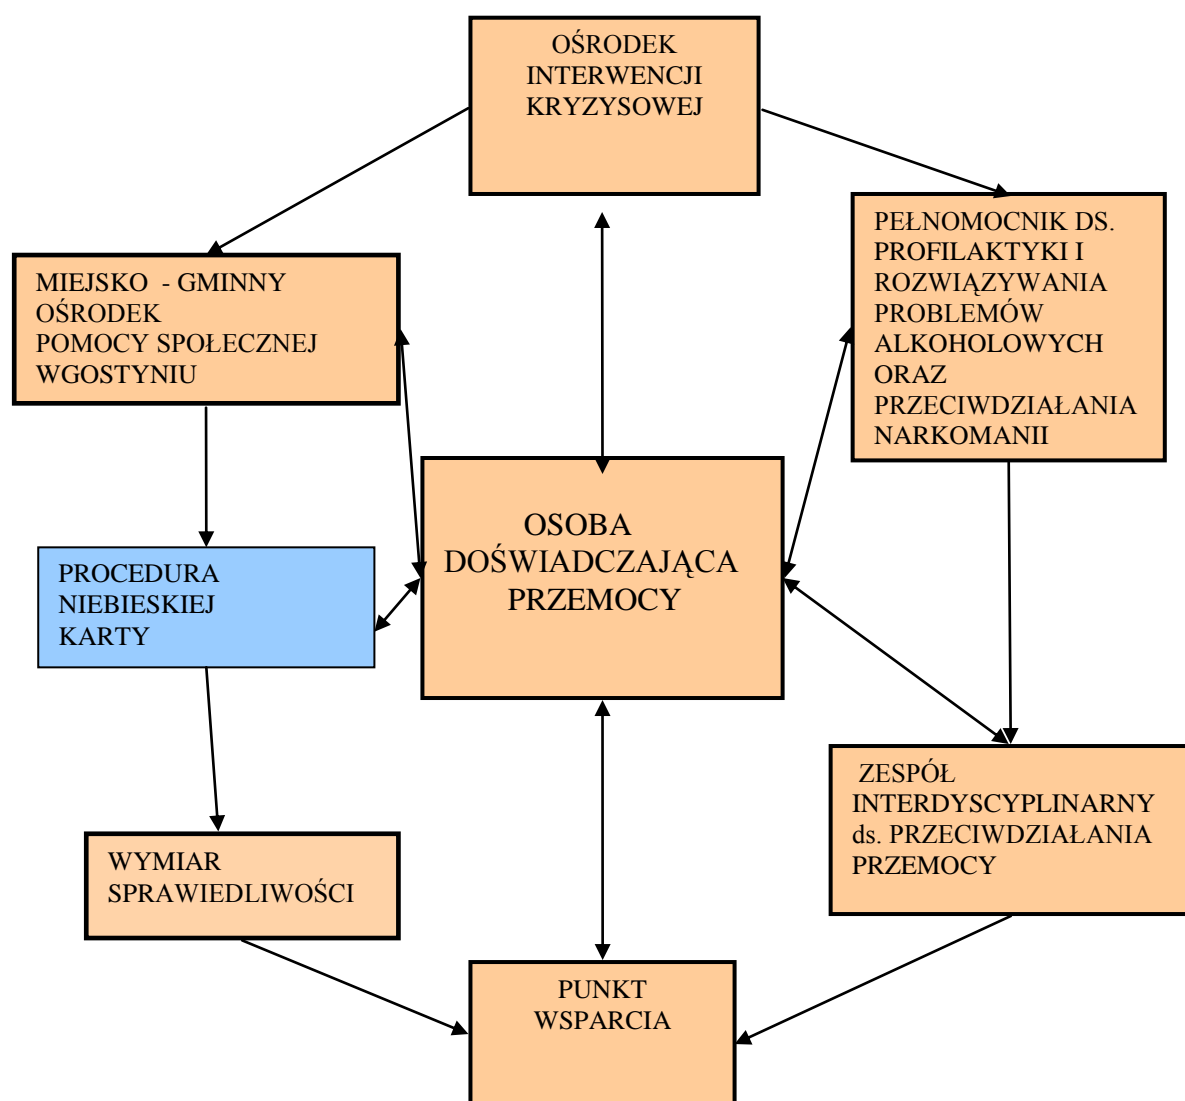 OŚRODEK
INTERWENCJI
KRYZYSOWEJ
PEŁNOMOCNIK DS.
PROFILAKTYKI I
ROZWIĄZYWANIA
PROBLEMÓW
ALKOHOLOWYCH
ORAZ
PRZECIWDZIAŁANIA
NARKOMANII
MIEJSKO - GMINNY
OŚRODEK
POMOCY SPOŁECZNEJ
WGOSTYNIU
OSOBA
DOŚWIADCZAJĄCA
PRZEMOCY
PROCEDURA
NIEBIESKIEJ
KARTY
ZESPÓŁ
INTERDYSCYPLINARNY
ds. PRZECIWDZIAŁANIA
PRZEMOCY
WYMIAR
SPRAWIEDLIWOŚCI
PUNKT
WSPARCIA